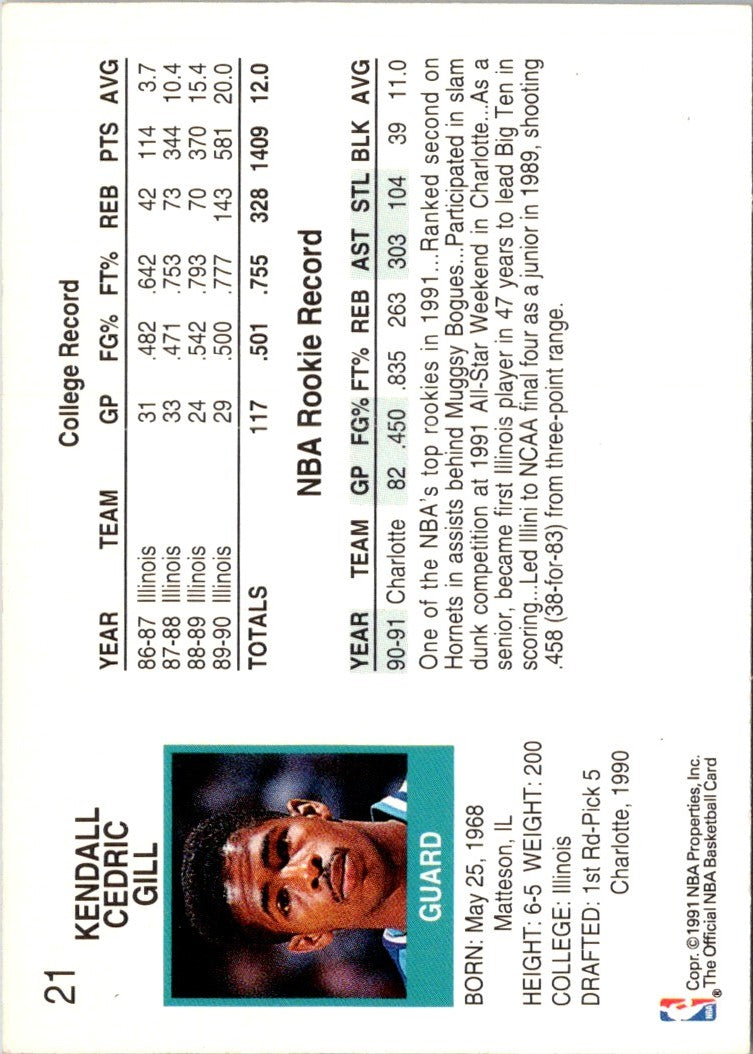 21
KENDALL
CEDRIC
GILL
GUARD
BORN: May 25, 1968
Matteson, IL
HEIGHT: 6-5 WEIGHT: 200
COLLEGE: Illinois
DRAFTED: 1st Rd-Pick 5
Charlotte, 1990
NBA
®
Copr. ©1991 NBA Properties, Inc.
The Official NBA Basketball Card
College Record
YEAR TEAM GP FG% FT% REB PTS AVG
86-87 Illinois 31 .482 .642 42 114 3.7
87-88 Illinois 33 .471 .753 73 344 10.4
88-89 Illinois 24 .542 .793 70 370 15.4
89-90 Illinois 29 .500 .777 143 581 20.0
TOTALS 117 .501 .755 328 1409 12.0
NBA Rookie Record
YEAR TEAM GP FG% FT% REB AST STL BLK AVG
90-91 Charlotte 82 .450 .835 263 303 104 39 11.0
One of the NBA's top rookies in 1991...Ranked second on
Hornets in assists behind Muggsy Bogues...Participated in slam
dunk competition at 1991 All-Star Weekend in Charlotte...As a
senior, became first Illinois player in 47 years to lead Big Ten in
scoring...Led Illini to NCAA final four as a junior in 1989, shooting
.458 (38-for-83) from three-point range.